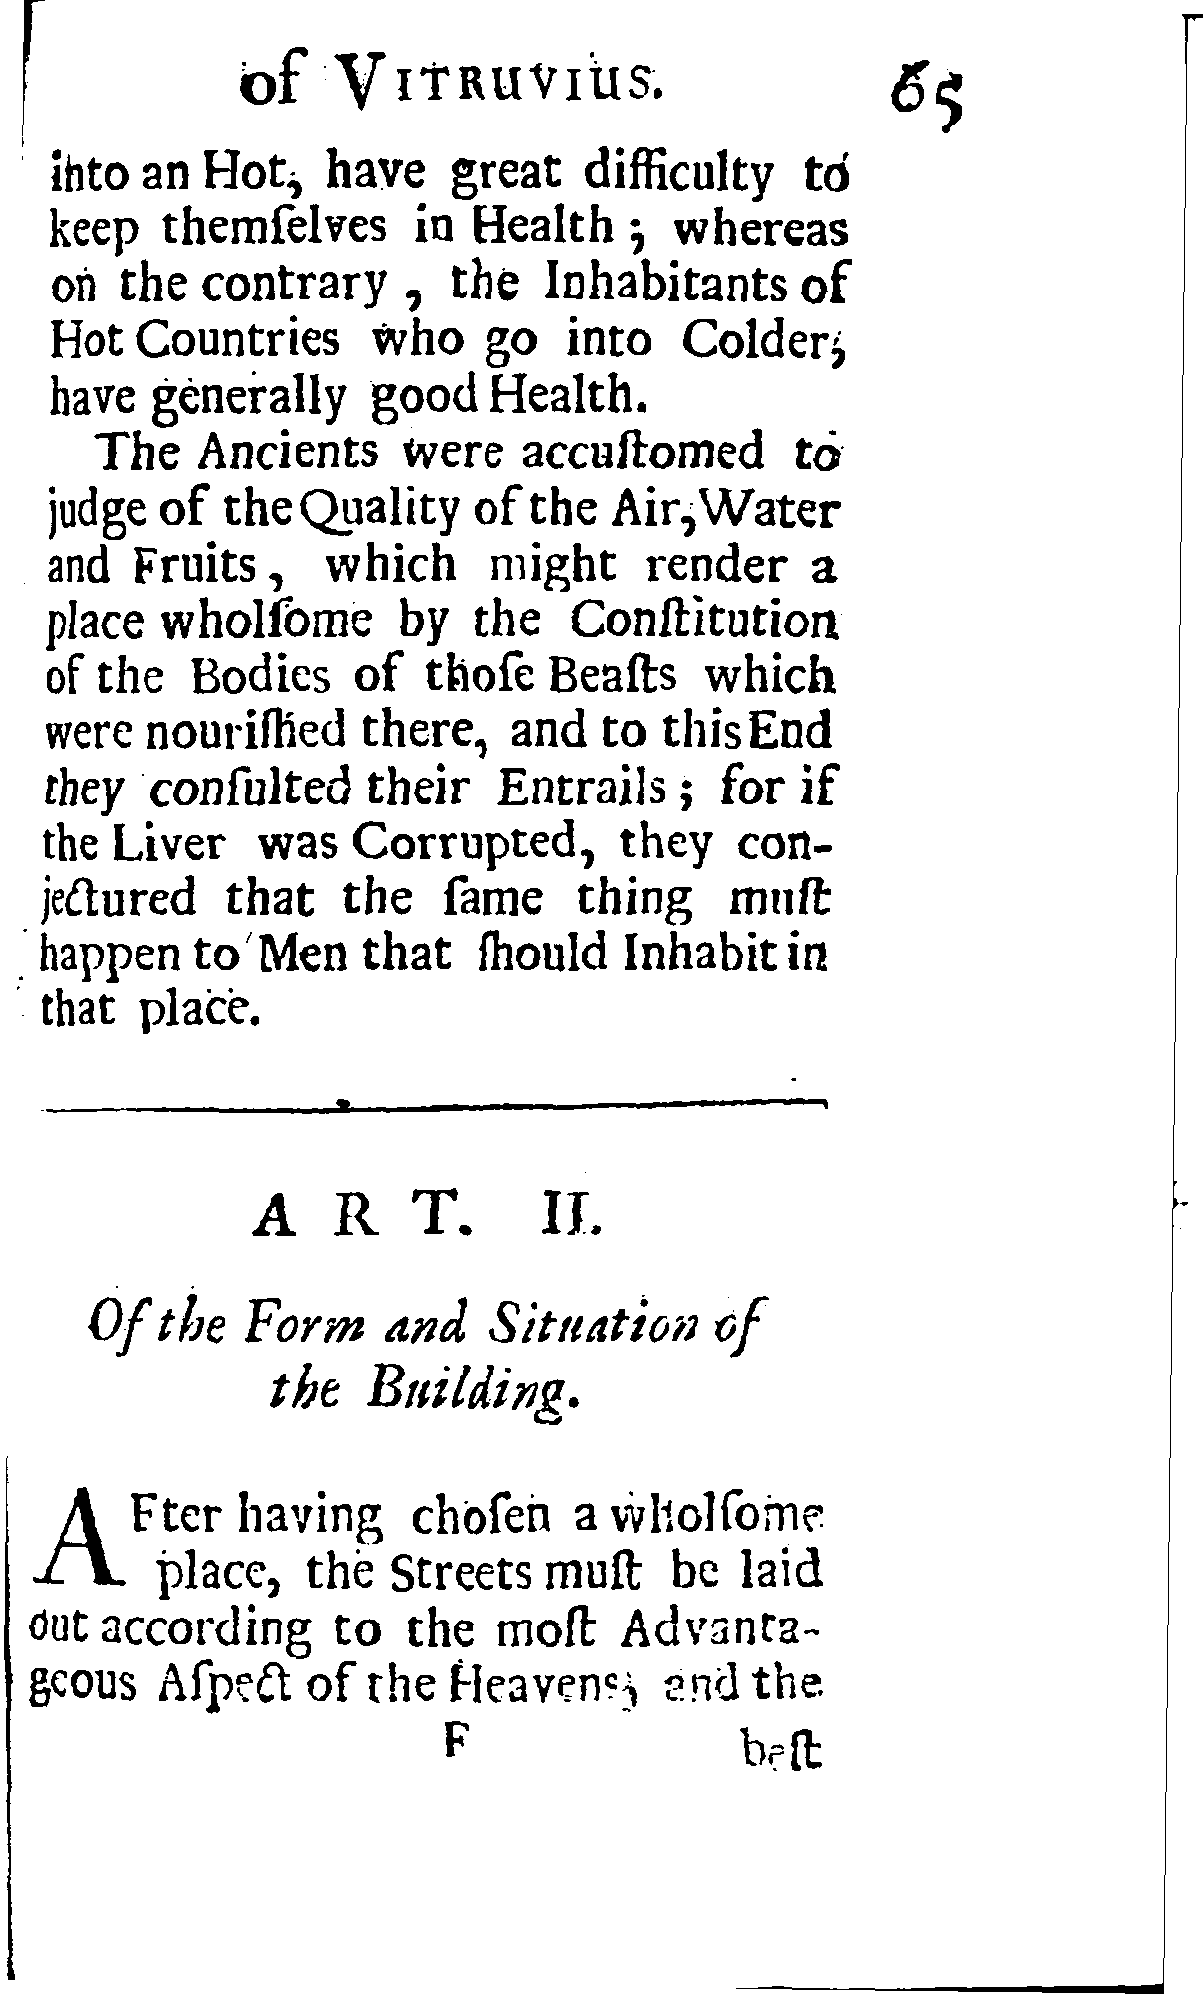 of VITRUVIUS. 65
into an Hot, have great difficulty to
keep themſelves in Health ; whereas
on the contrary , the Inhabitants of
Hot Countries who go into Colder,
have generally good Health.
The Ancients were accuſtomed to
judge of the Quality of the Air, Water
and Fruits , which might render a
place wholſome by the Conſtitution
of the Bodies of thoſe Beaſts which
were nouriſhed there, and to this End
they conſulted their Entrails ; for if
the Liver was Corrupted, they con-
jectured that the ſame thing muſt
happen to Men that ſhould Inhabit in
that place.
ART. II.
Of the Form and Situation of
the Building.
AFter having choſen a wholſome
place, the Streets muſt be laid
out according to the moſt Advanta-
geous Aſpect of the Heavens, and the
F beſt